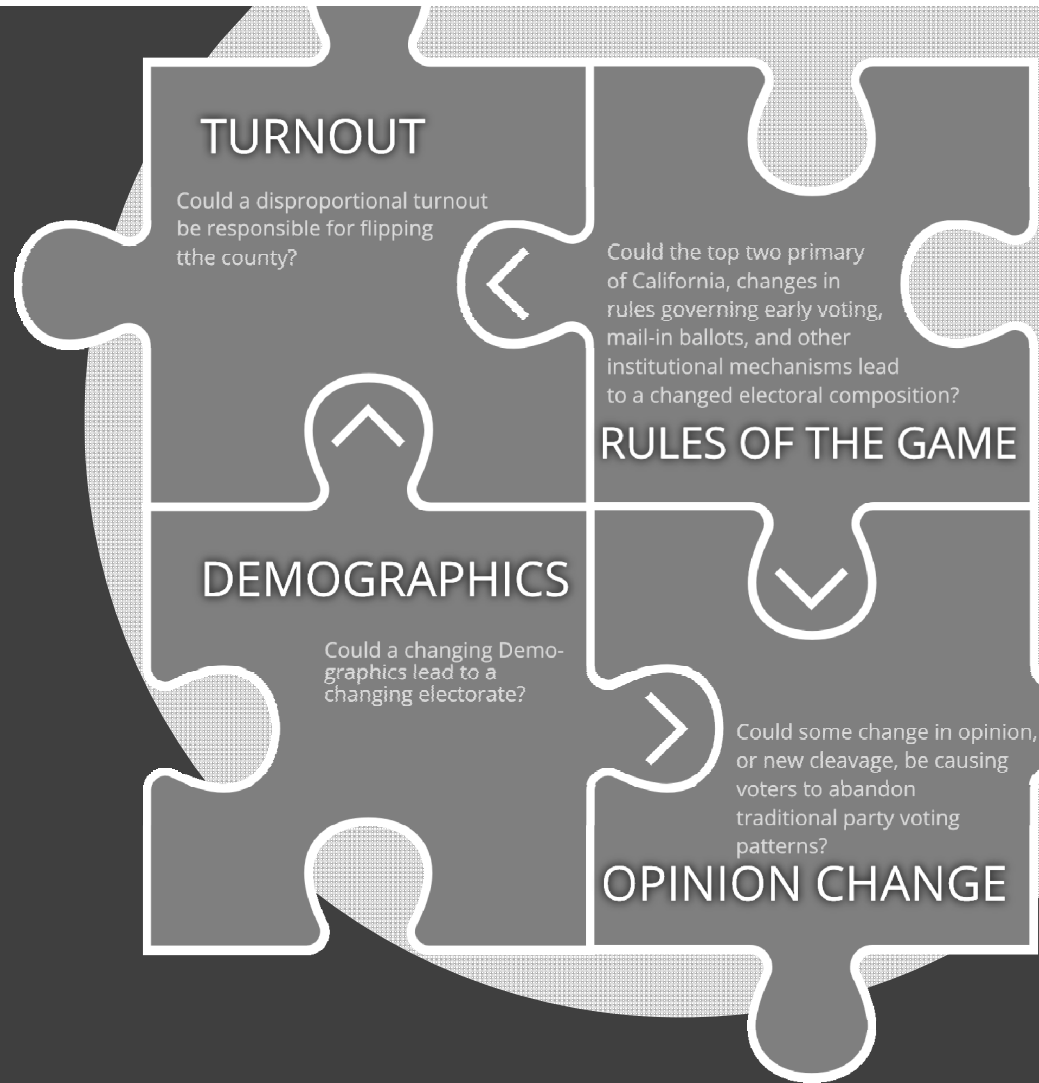 TURNOUT
Could a disproportional turnout
be responsible for flipping
tthe county?
Could the top two primary
of California, changes in
rules governing early voting,
mail-in ballots, and other
institutional mechanisms lead
to a changed electoral composition?
RULES OF THE GAME
DEMOGRAPHICS
Could a changing Demo-
graphics lead to a
changing electorate?
Could some change in opinion,
or new cleavage, be causing
voters to abandon
traditional party voting
patterns?
OPINION CHANGE